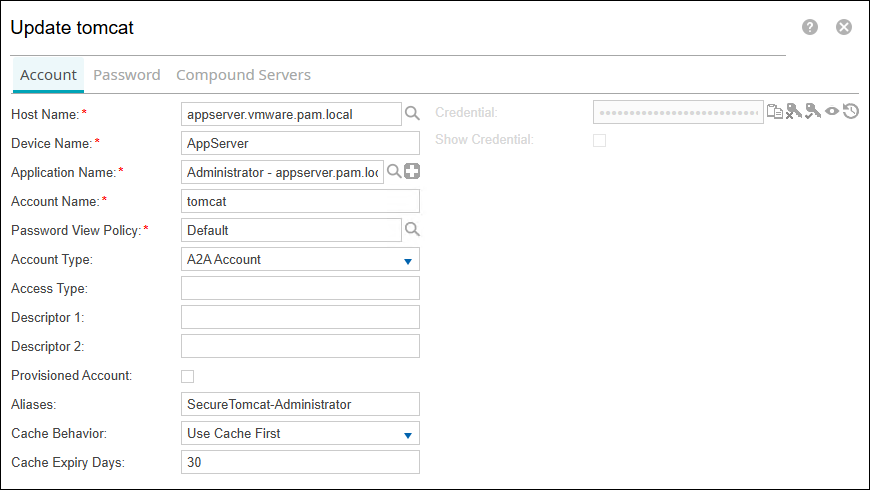 Update tomcat
Account Password Compound Servers
Host Name:* appserver.vmware.pam.local
Credential: ••••••••••••••••••••••••••
Device Name:* AppServer
Show Credential:
Application Name:* Administrator - appserver.pam.loc
Account Name:* tomcat
Password View Policy:* Default
Account Type: A2A Account
Access Type:
Descriptor 1:
Descriptor 2:
Provisioned Account:
Aliases: SecureTomcat-Administrator
Cache Behavior: Use Cache First
Cache Expiry Days: 30